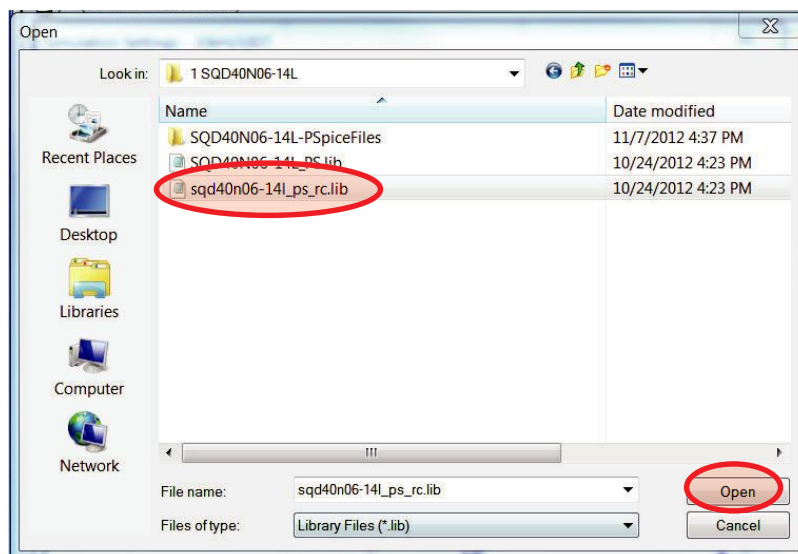 Open
Look in:
1 SQD40N06-14L
Name
Date modified
SQD40N06-14L-PSpiceFiles
11/7/2012 4:37 PM
SQD40N06-14L_PS.lib
10/24/2012 4:23 PM
sqd40n06-14l_ps_rc.lib
10/24/2012 4:23 PM
Recent Places
Desktop
Libraries
Computer
Network
File name:
sqd40n06-14l_ps_rc.lib
Open
Files of type:
Library Files (*.lib)
Cancel